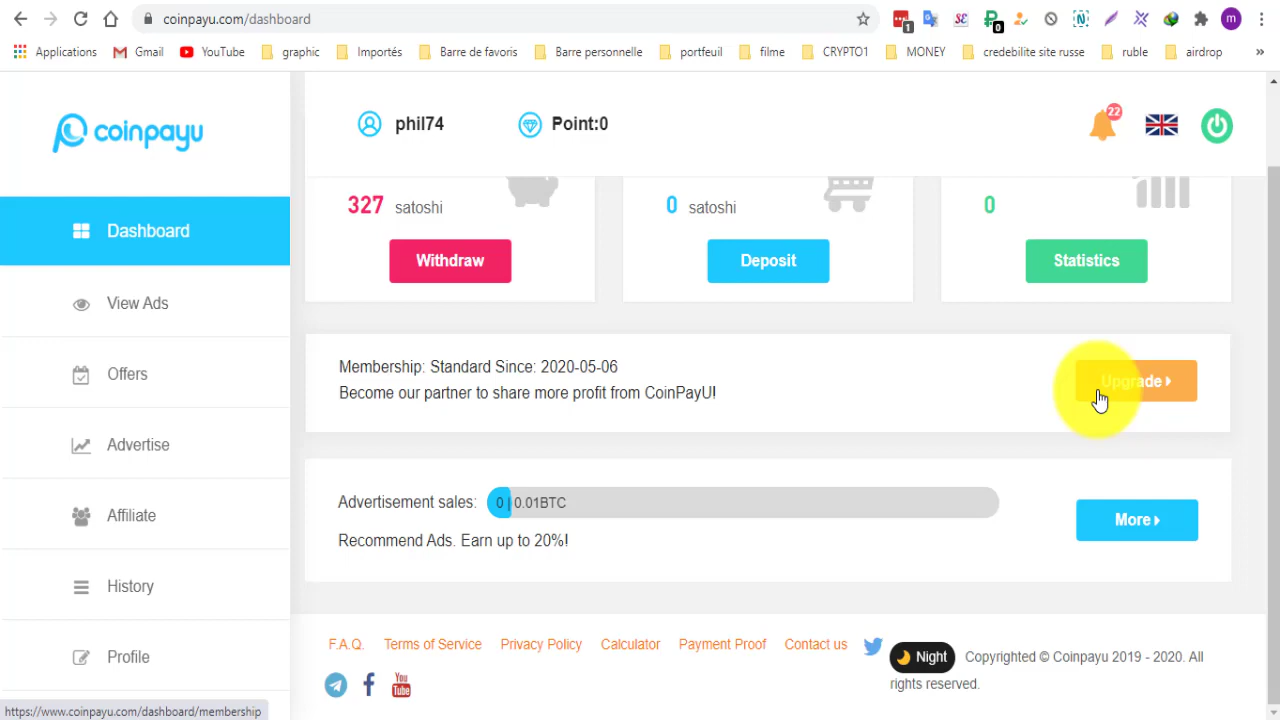 coinpayu.com/dashboard
1
0
m
Applications
Gmail
YouTube
graphic
Importés
Barre de favoris
Barre personnelle
portfeuil
filme
CRYPTO1
MONEY
credebilite site russe
ruble
airdrop
»
coinpayu
phil74
Point:0
22
327 satoshi
0 satoshi
0
Withdraw
Deposit
Statistics
Dashboard
View Ads
Offers
Advertise
Affiliate
History
Profile
Membership: Standard Since: 2020-05-06
Become our partner to share more profit from CoinPayU!
Upgrade
Advertisement sales: 0 | 0.01BTC
Recommend Ads. Earn up to 20%!
More
F.A.Q. Terms of Service Privacy Policy Calculator Payment Proof Contact us
You Tube
Night
Copyrighted © Coinpayu 2019 - 2020. All
rights reserved.
https://www.coinpayu.com/dashboard/membership